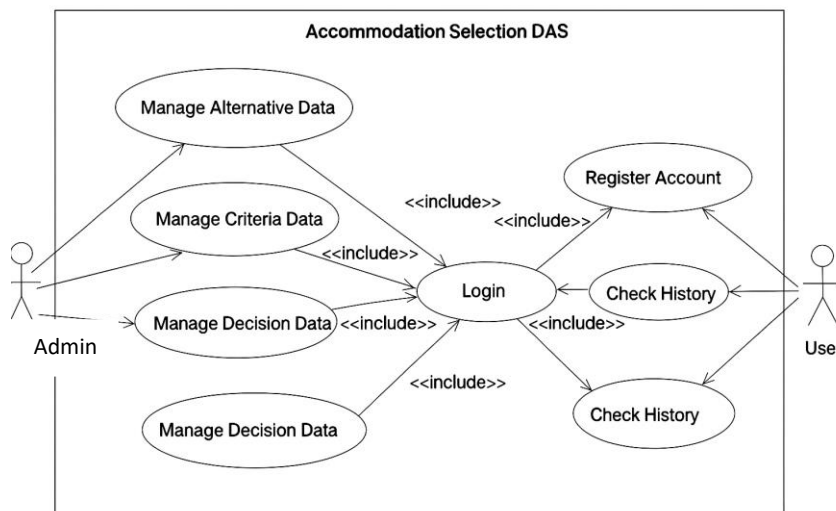 Accommodation Selection DAS
Manage Alternative Data
Register Account
<<include>>
<<include>>
Manage Criteria Data
<<include>>
Login
Check History
Manage Decision Data
<<include>>
<<include>>
Admin
Use
<<include>>
Check History
Manage Decision Data